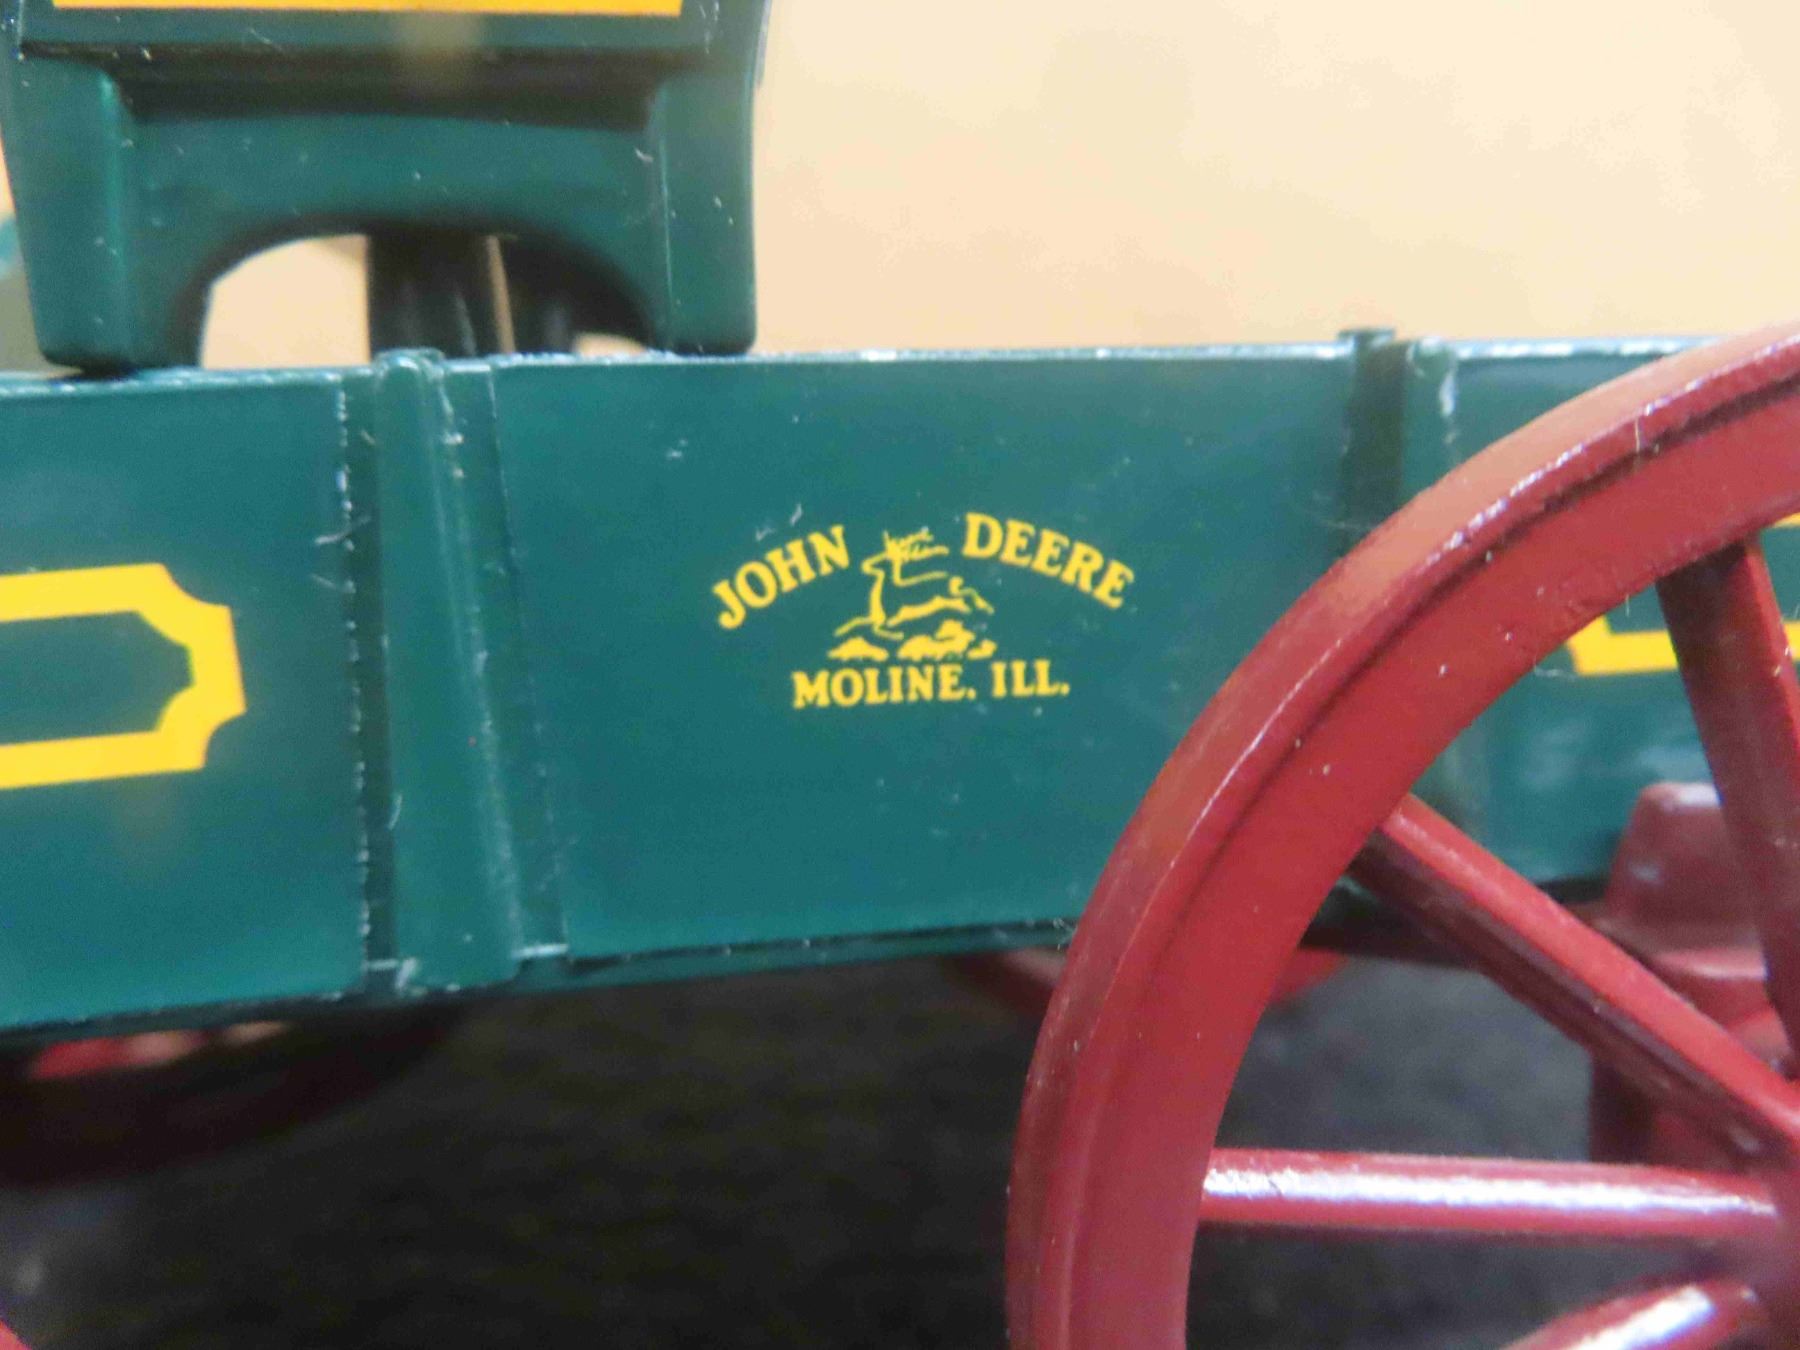 JOHN DEERE
MOLINE, ILL.